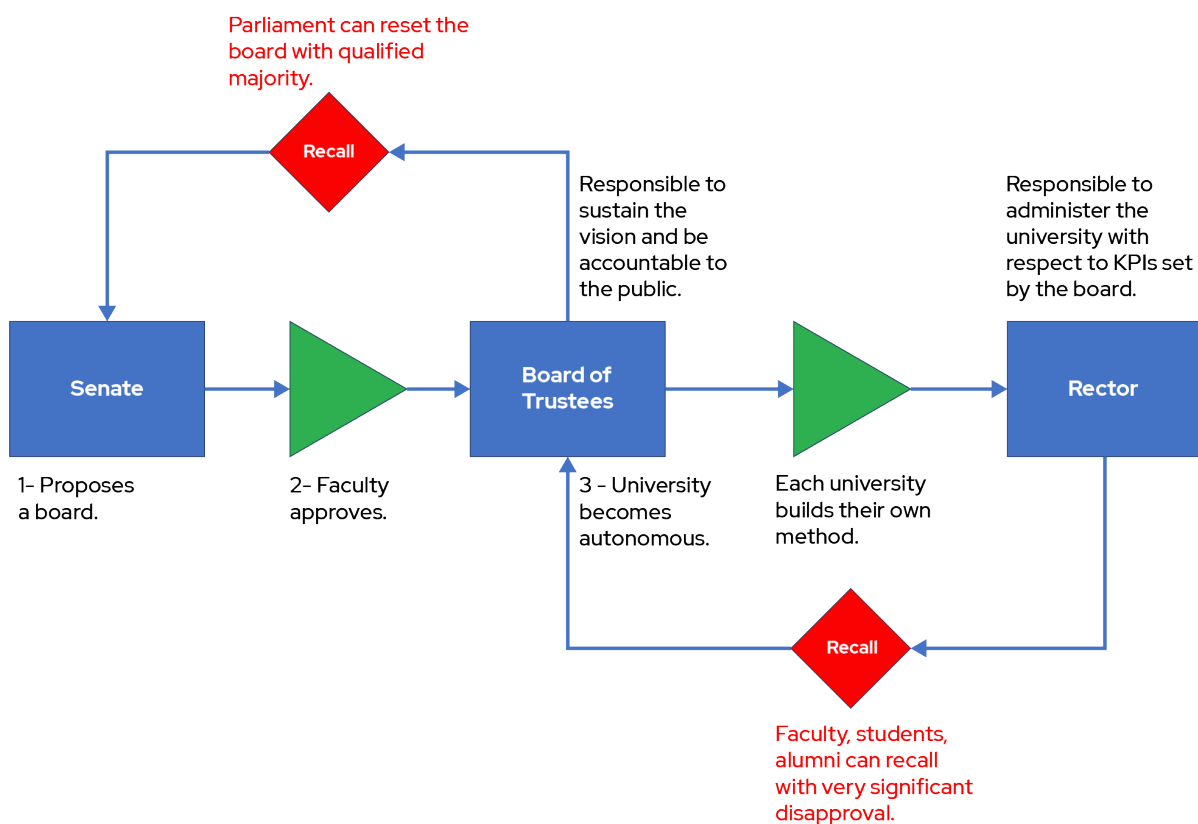 Parliament can reset the
board with qualified
majority.
Recall
Responsible to
sustain the
vision and be
accountable to
the public.
Responsible to
administer the
university with
respect to KPIs set
by the board.
Senate
Board of
Trustees
Rector
1- Proposes
a board.
2- Faculty
approves.
3 - University
becomes
autonomous.
Each university
builds their own
method.
Recall
Faculty, students,
alumni can recall
with very significant
disapproval.